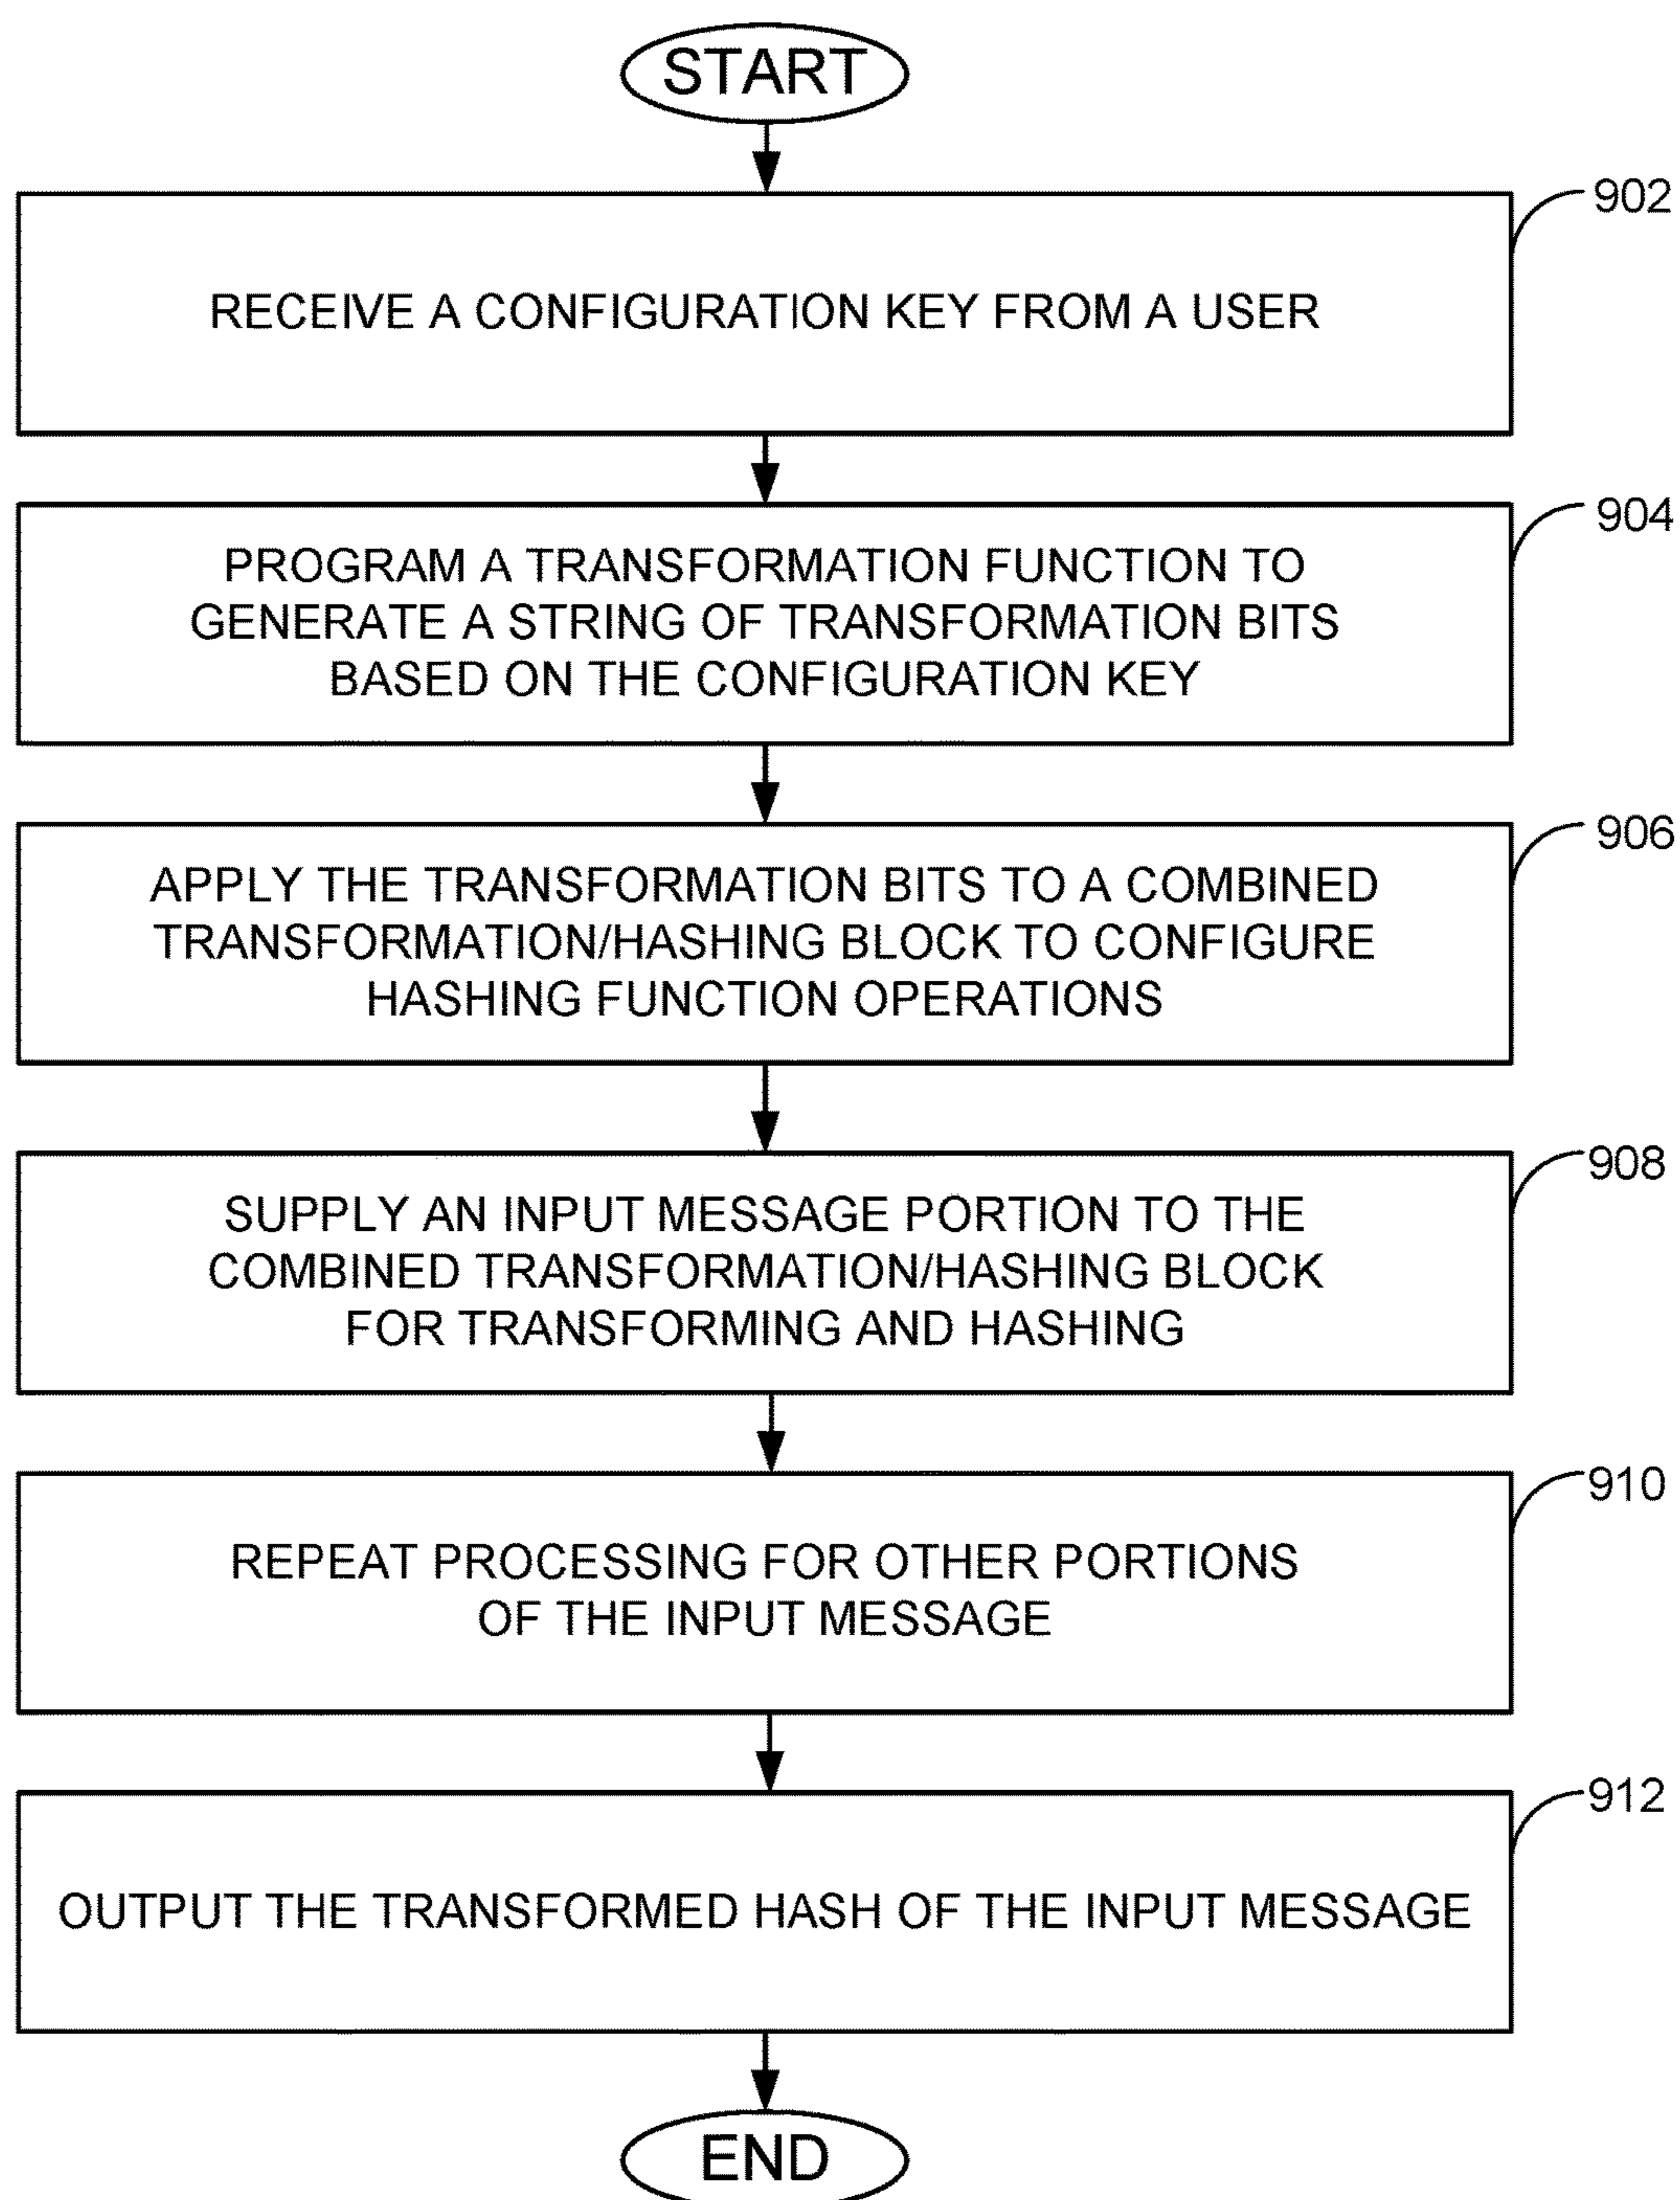 START
902
RECEIVE A CONFIGURATION KEY FROM A USER
904
PROGRAM A TRANSFORMATION FUNCTION TO
GENERATE A STRING OF TRANSFORMATION BITS
BASED ON THE CONFIGURATION KEY
906
APPLY THE TRANSFORMATION BITS TO A COMBINED
TRANSFORMATION/HASHING BLOCK TO CONFIGURE
HASHING FUNCTION OPERATIONS
908
SUPPLY AN INPUT MESSAGE PORTION TO THE
COMBINED TRANSFORMATION/HASHING BLOCK
FOR TRANSFORMING AND HASHING
910
REPEAT PROCESSING FOR OTHER PORTIONS
OF THE INPUT MESSAGE
912
OUTPUT THE TRANSFORMED HASH OF THE INPUT MESSAGE
END